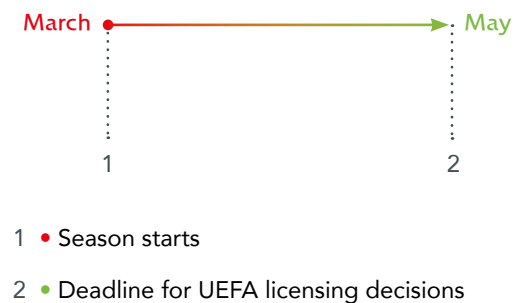 March May
1 2
1 • Season starts
2 • Deadline for UEFA licensing decisions